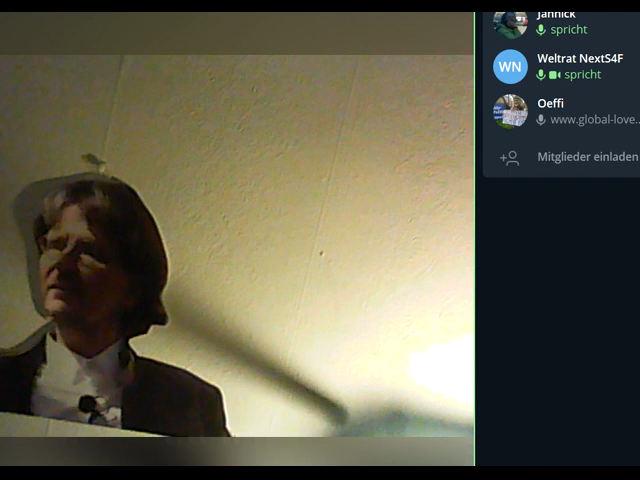 Jannick
spricht
Weltrat NextS4F
WN
spricht
Oeffi
www.global-love...
Mitglieder einladen